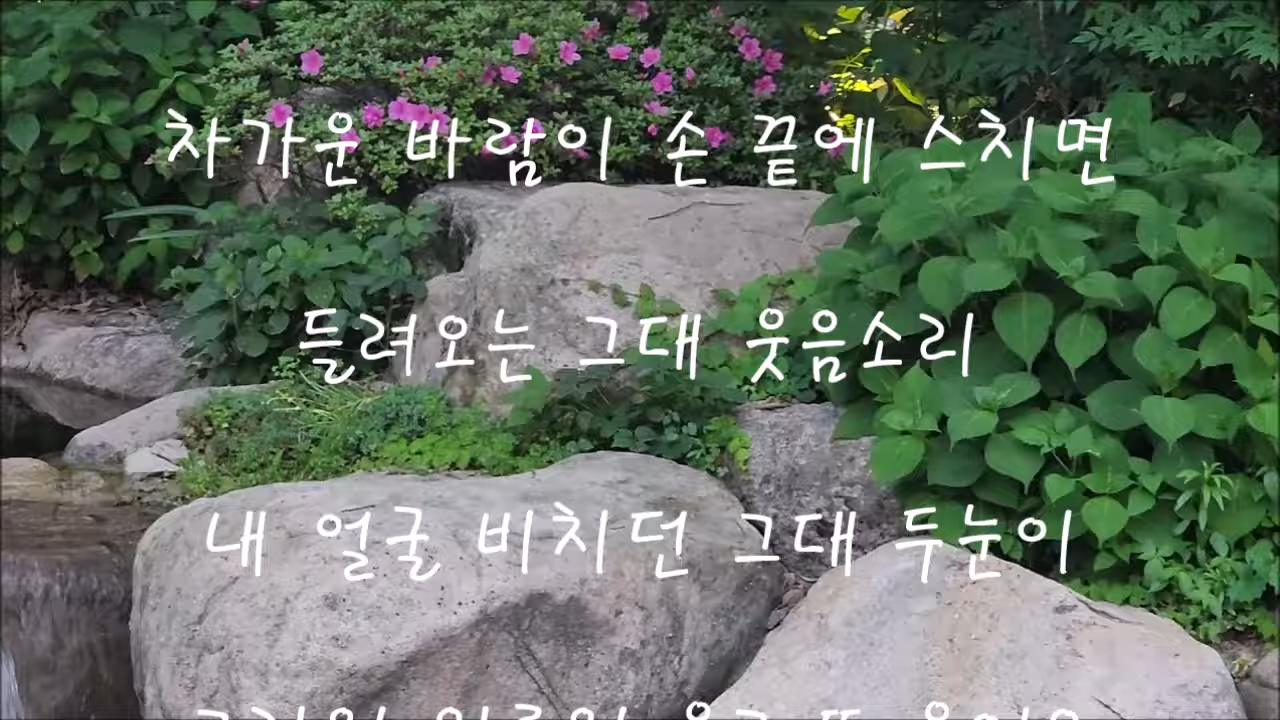 차가운 바람이 손 끝에 스치면
들려오는 그대 웃음소리
내 얼굴 비치던 그대 두눈이